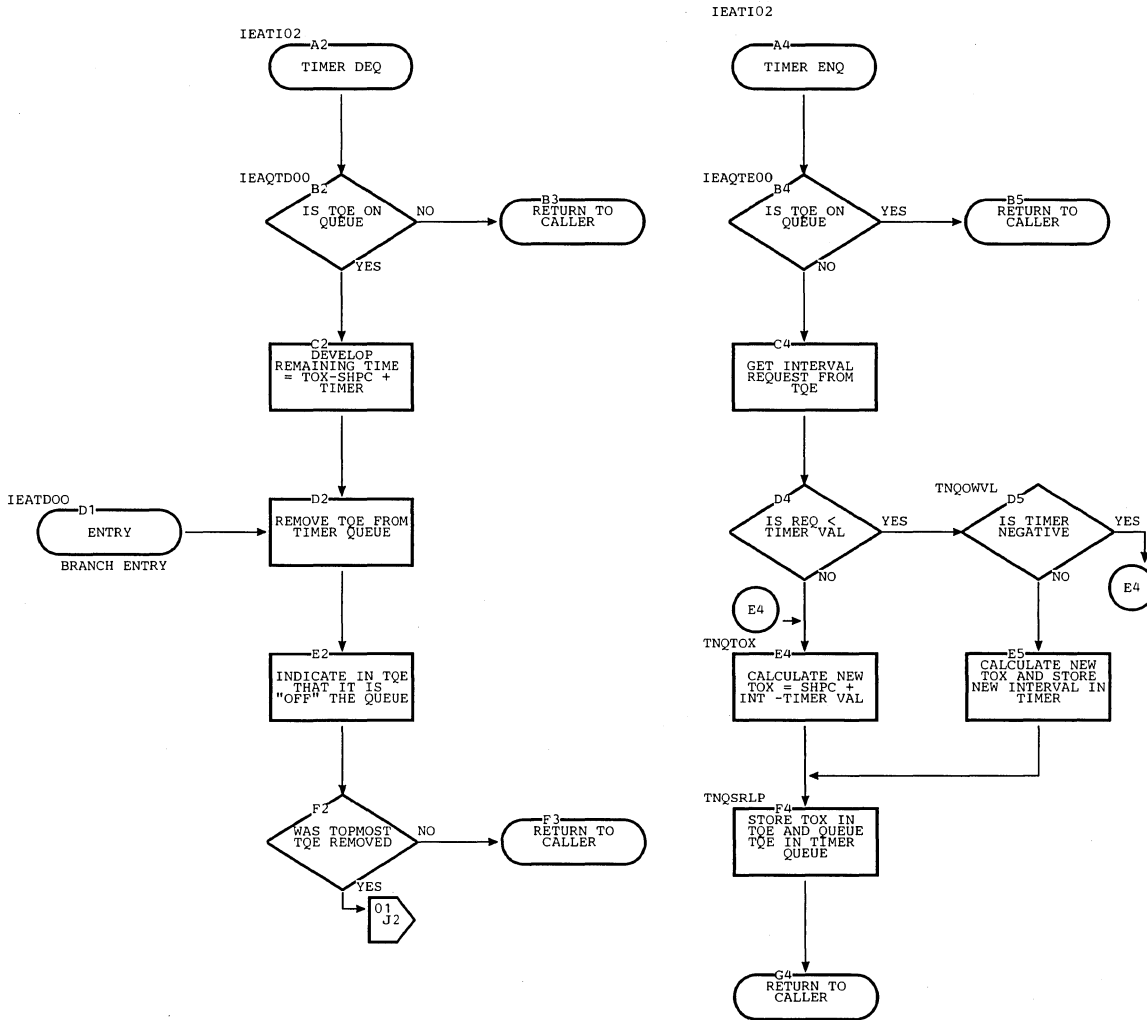 IEATI02
A2
TIMER DEQ
IEAQTD00
B2
IS TQE ON
QUEUE
NO
YES
B3
RETURN TO
CALLER
C2
DEVELOP
REMAINING TIME
= TOX-SHPC +
TIMER
IEATD00
D1
ENTRY
BRANCH ENTRY
D2
REMOVE TQE FROM
TIMER QUEUE
E2
INDICATE IN TQE
THAT IT IS
"OFF" THE QUEUE
F2
WAS TOPMOST
TQE REMOVED
NO
YES
F3
RETURN TO
CALLER
01
J2
IEATI02
A4
TIMER ENQ
IEAQTE00
B4
IS TQE ON
QUEUE
YES
NO
B5
RETURN TO
CALLER
C4
GET INTERVAL
REQUEST FROM
TQE
D4
IS REQ <
TIMER VAL
YES
NO
TNQOWVL
D5
IS TIMER
NEGATIVE
YES
NO
E4
E4
TNQTOX
E4
CALCULATE NEW
TOX = SHPC +
INT -TIMER VAL
E5
CALCULATE NEW
TOX AND STORE
NEW INTERVAL IN
TIMER
TNQSRLP
F4
STORE TOX IN
TQE AND QUEUE
TQE IN TIMER
QUEUE
G4
RETURN TO
CALLER